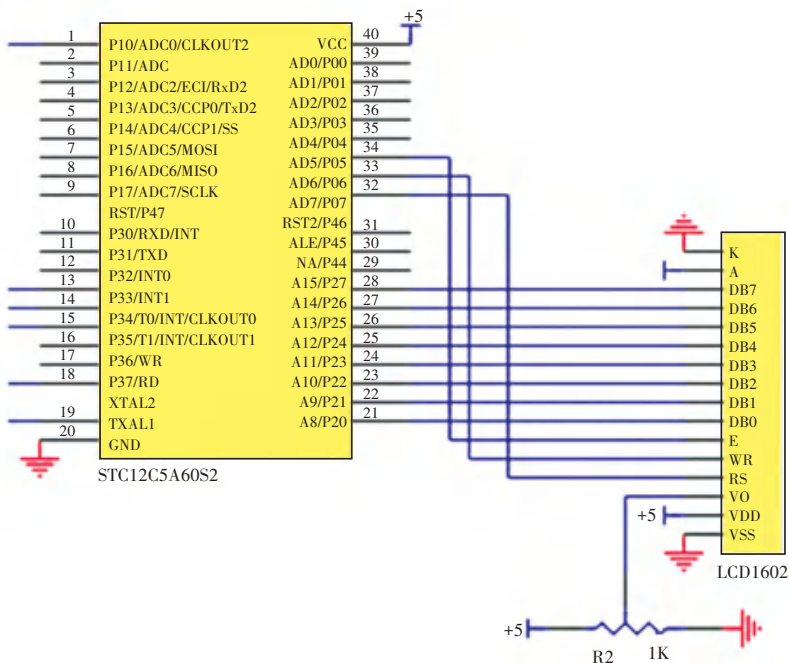 +5
1 P10/ADC0/CLKOUT2 VCC 40
2 P11/ADC AD0/P00 39
3 P12/ADC2/ECI/RxD2 AD1/P01 38
4 P13/ADC3/CCP0/TxD2 AD2/P02 37
5 P14/ADC4/CCP1/SS AD3/P03 36
6 P15/ADC5/MOSI AD4/P04 35
7 P16/ADC6/MISO AD5/P05 34
8 P17/ADC7/SCLK AD6/P06 33
9 RST/P47 AD7/P07 32
10 P30/RXD/INT RST2/P46 31
11 P31/TXD ALE/P45 30
12 P32/INT0 NA/P44 29
13 P33/INT1 A15/P27 28
14 P34/T0/INT/CLKOUT0 A14/P26 27
15 P35/T1/INT/CLKOUT1 A13/P25 26
16 P36/WR A12/P24 25
17 P37/RD A11/P23 24
18 XTAL2 A10/P22 23
19 TXAL1 A9/P21 22
20 GND A8/P20 21
STC12C5A60S2
K
A
DB7
DB6
DB5
DB4
DB3
DB2
DB1
DB0
E
WR
RS
VO
+5 VDD
VSS
LCD1602
+5
R2 1K